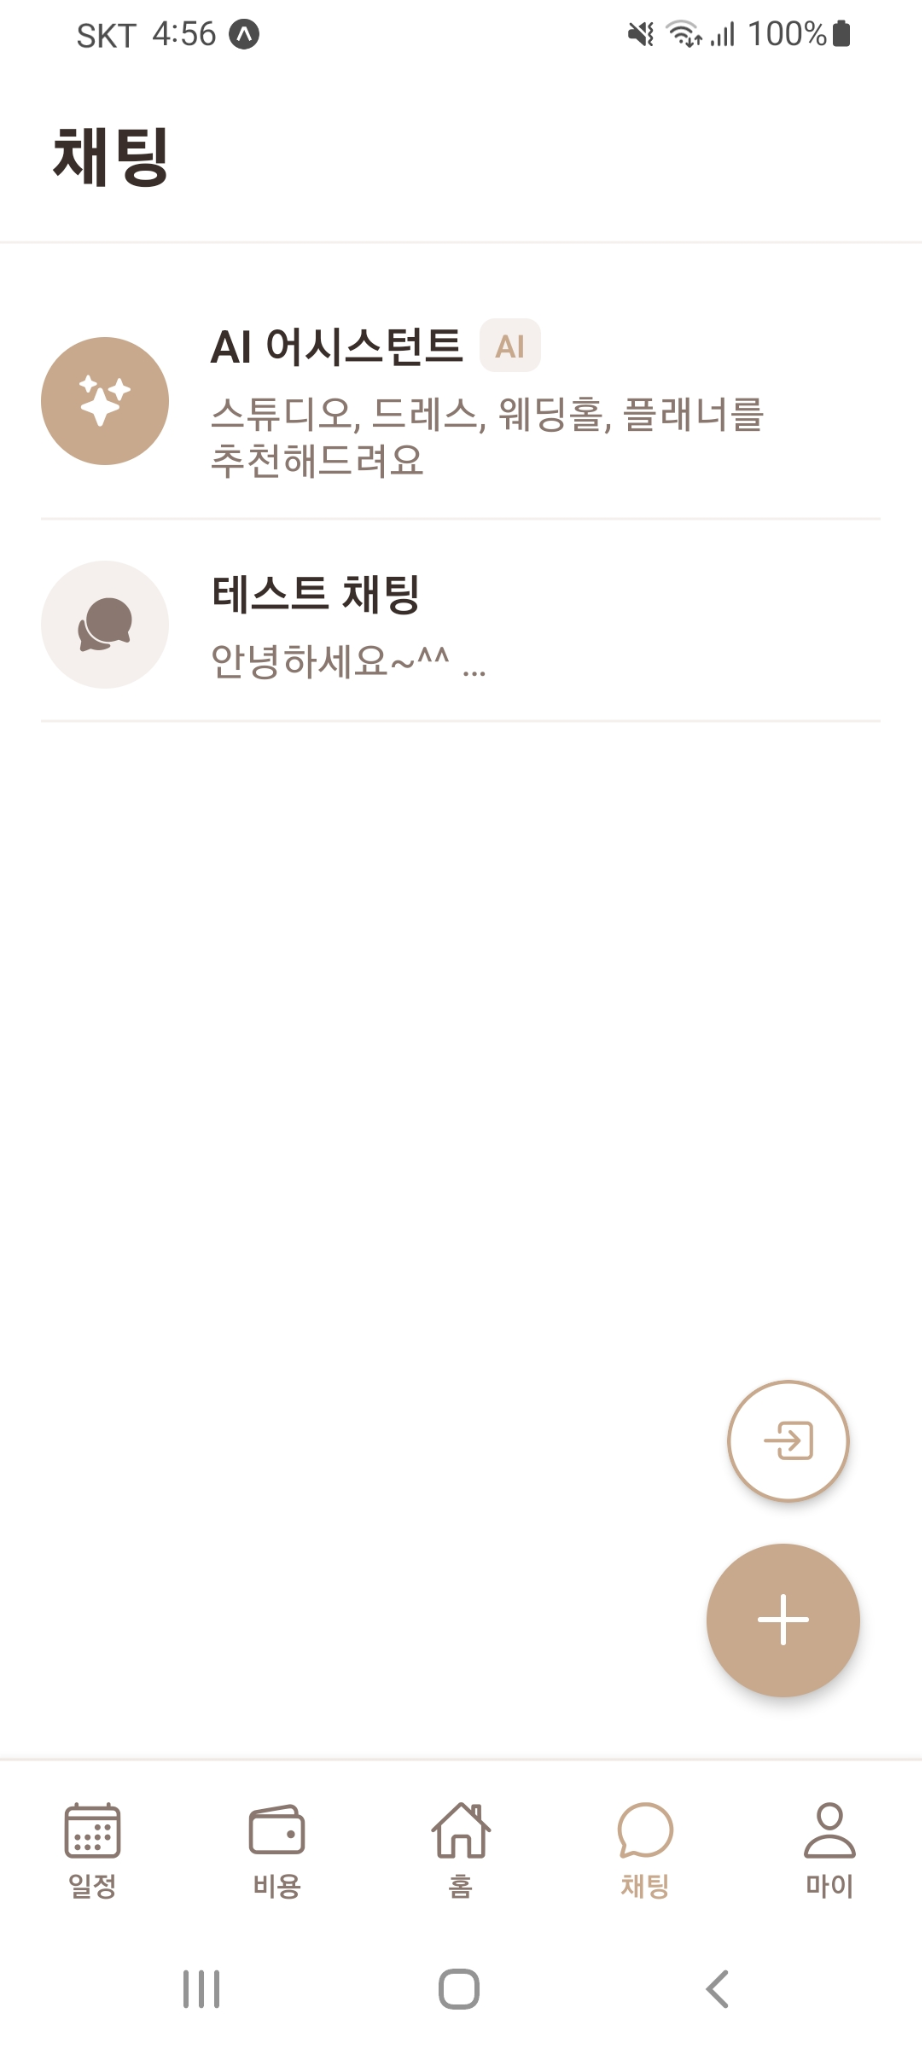 SKT 4:56 100%
채팅
AI 어시스턴트 AI
스튜디오, 드레스, 웨딩홀, 플래너를
추천해드려요
테스트 채팅
안녕하세요~^^ ...
일정 비용 홈 채팅 마이